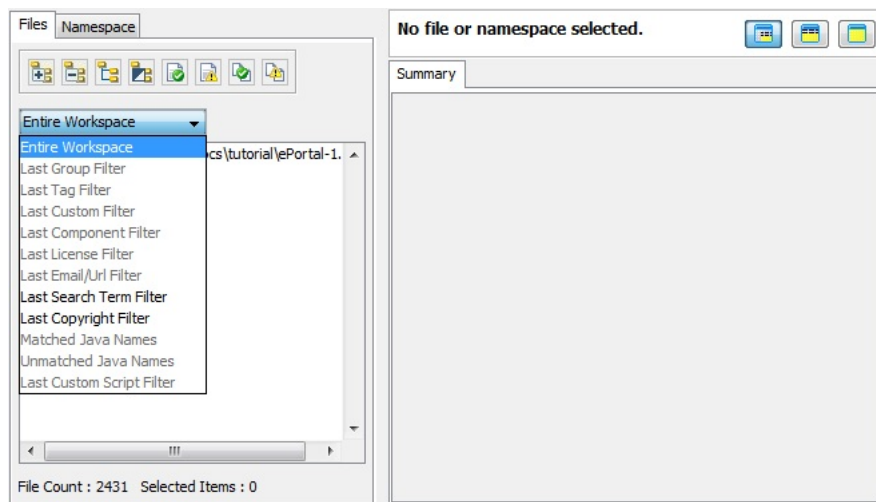 Files Namespace
No file or namespace selected.
Summary
Entire Workspace
cs\tutorial\ePortal-1.
Entire Workspace
Last Group Filter
Last Tag Filter
Last Custom Filter
Last Component Filter
Last License Filter
Last Email/Url Filter
Last Search Term Filter
Last Copyright Filter
Matched Java Names
Unmatched Java Names
Last Custom Script Filter
File Count : 2431 Selected Items : 0